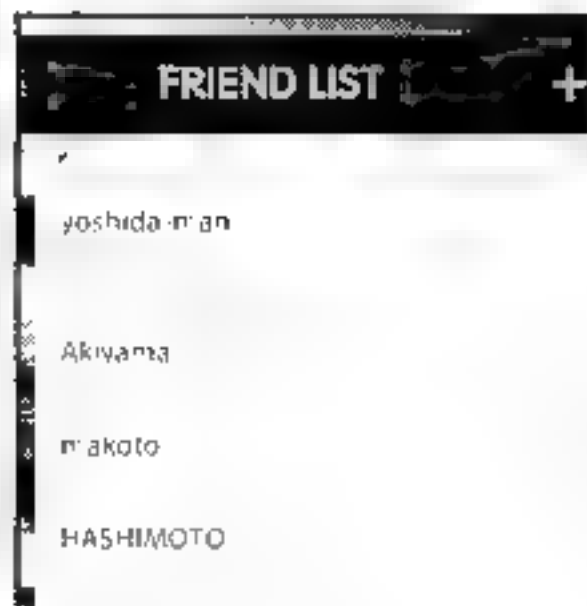 FRIEND LIST +
yoshida-man
Akiyama
makoto
HASHIMOTO